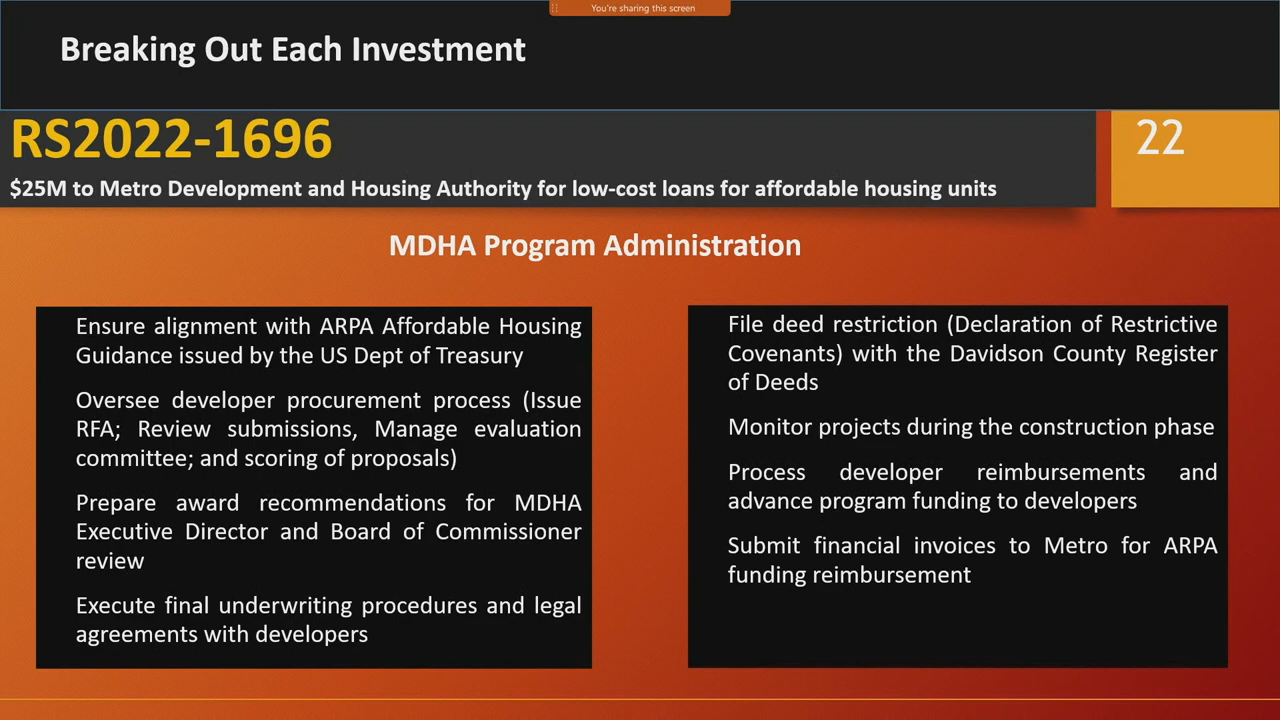 You're sharing this screen
Breaking Out Each Investment
RS2022-1696
22
$25M to Metro Development and Housing Authority for low-cost loans for affordable housing units
MDHA Program Administration
Ensure alignment with ARPA Affordable Housing
Guidance issued by the US Dept of Treasury
Oversee developer procurement process (Issue
RFA; Review submissions, Manage evaluation
committee; and scoring of proposals)
Prepare award recommendations for MDHA
Executive Director and Board of Commissioner
review
Execute final underwriting procedures and legal
agreements with developers
File deed restriction (Declaration of Restrictive
Covenants) with the Davidson County Register
of Deeds
Monitor projects during the construction phase
Process developer reimbursements and
advance program funding to developers
Submit financial invoices to Metro for ARPA
funding reimbursement